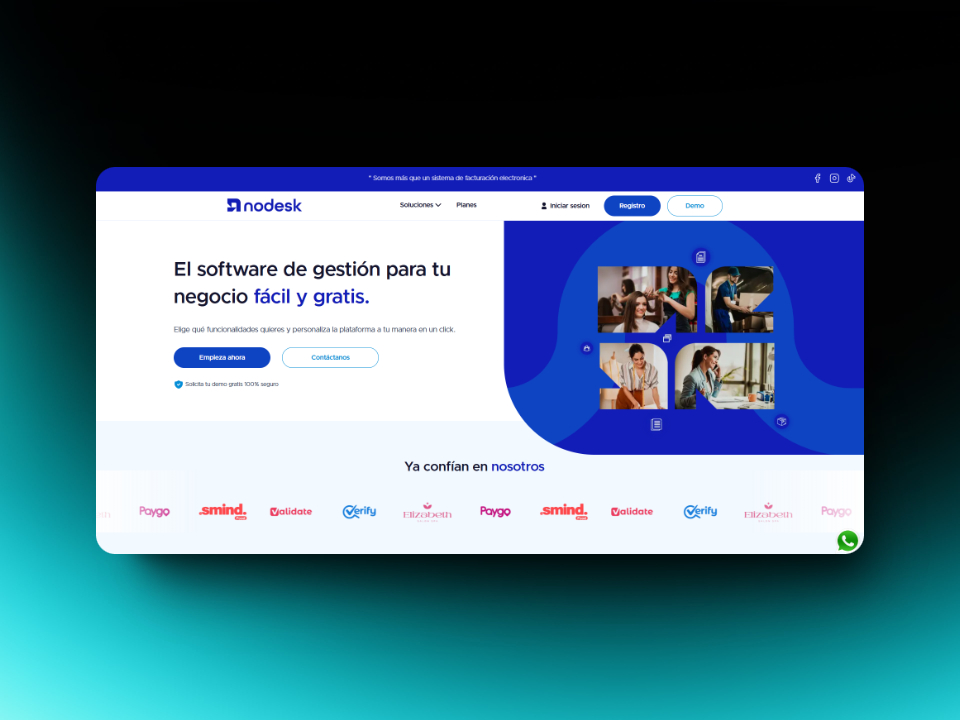 " Somos más que un sistema de facturación electronica "
nodesk
Soluciones
Planes
Iniciar sesion
Registro
Demo
El software de gestión para tu
negocio fácil y gratis.
Elige qué funcionalidades quieres y personaliza la plataforma a tu manera en un click.
Empieza ahora
Contáctanos
Solicita tu demo gratis 100% seguro
Ya confían en nosotros
Paygo
.smind.
Validate
Verify
Elizabeth
Paygo
.smind.
Validate
Verify
Elizabeth
Paygo